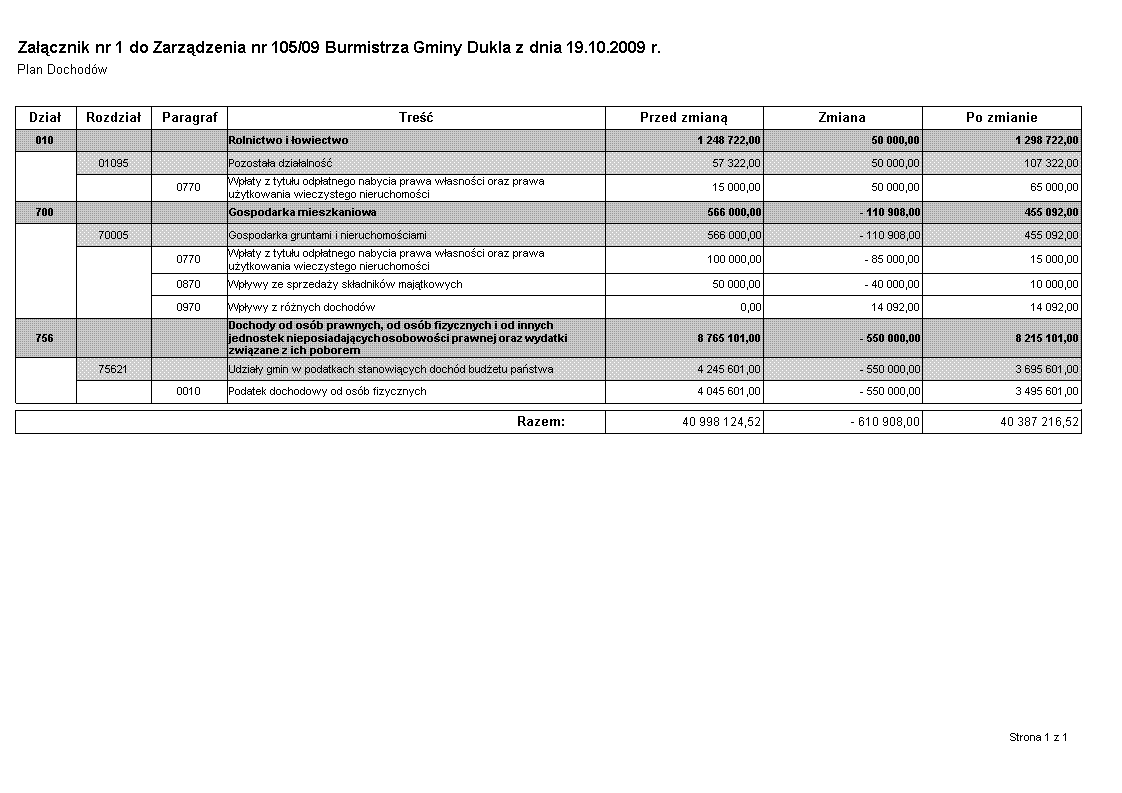 Załącznik nr 1 do Zarządzenia nr 105/09 Burmistrza Gminy Dukla z dnia 19.10.2009 r.
Plan Dochodów
Dział Rozdział Paragraf Treść Przed zmianą Zmiana Po zmianie
010 Rolnictwo i łowiectwo 1 248 722,00 50 000,00 1 298 722,00
01095 Pozostała działalność 57 322,00 50 000,00 107 322,00
0770 Wpłaty z tytułu odpłatnego nabycia prawa własności oraz prawa
użytkowania wieczystego nieruchomości 15 000,00 50 000,00 65 000,00
700 Gospodarka mieszkaniowa 566 000,00 - 110 908,00 455 092,00
70005 Gospodarka gruntami i nieruchomościami 566 000,00 - 110 908,00 455 092,00
0770 Wpłaty z tytułu odpłatnego nabycia prawa własności oraz prawa
użytkowania wieczystego nieruchomości 100 000,00 - 85 000,00 15 000,00
0870 Wpływy ze sprzedaży składników majątkowych 50 000,00 - 40 000,00 10 000,00
0970 Wpływy z różnych dochodów 0,00 14 092,00 14 092,00
Dochody od osób prawnych, od osób fizycznych i od innych
756 jednostek nieposiadających osobowości prawnej oraz wydatki 8 765 101,00 - 550 000,00 8 215 101,00
związane z ich poborem
75621 Udziały gmin w podatkach stanowiących dochód budżetu państwa 4 245 601,00 - 550 000,00 3 695 601,00
0010 Podatek dochodowy od osób fizycznych 4 045 601,00 - 550 000,00 3 495 601,00
Razem: 40 998 124,52 - 610 908,00 40 387 216,52
Strona 1 z 1